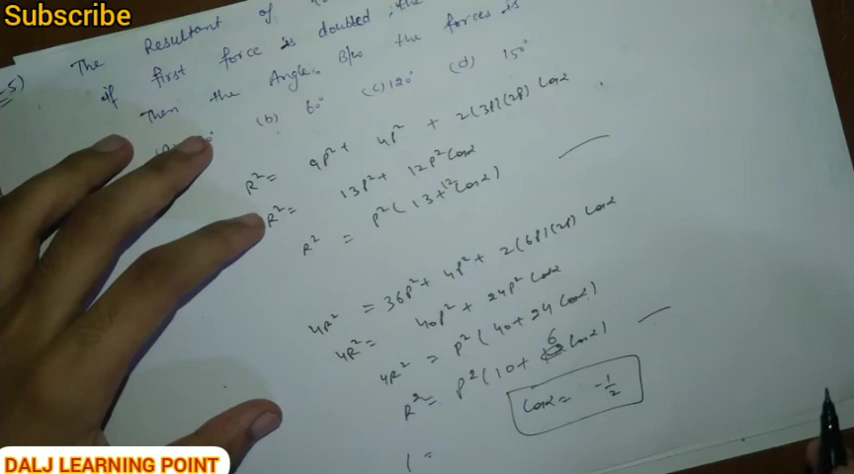 Subscribe
The Resultant of
if first force is doubled, the
Then the Angle B/w the forces is
(b) 60° (c) 120° (d) 150°
R² = 9P² + 4P² + 2(3P)(2P) Cosα
R² = 13P² + 12P² Cosα
R² = P²(13 + 12 Cosα)
4R² = 36P² + 4P² + 2(6P)(2P) Cosα
4R² = 40P² + 24P² Cosα
4R² = P²(40 + 24 Cosα)
R² = P²(10 + 6 Cosα)
Cosα = -1/2
1 =
DALJ LEARNING POINT